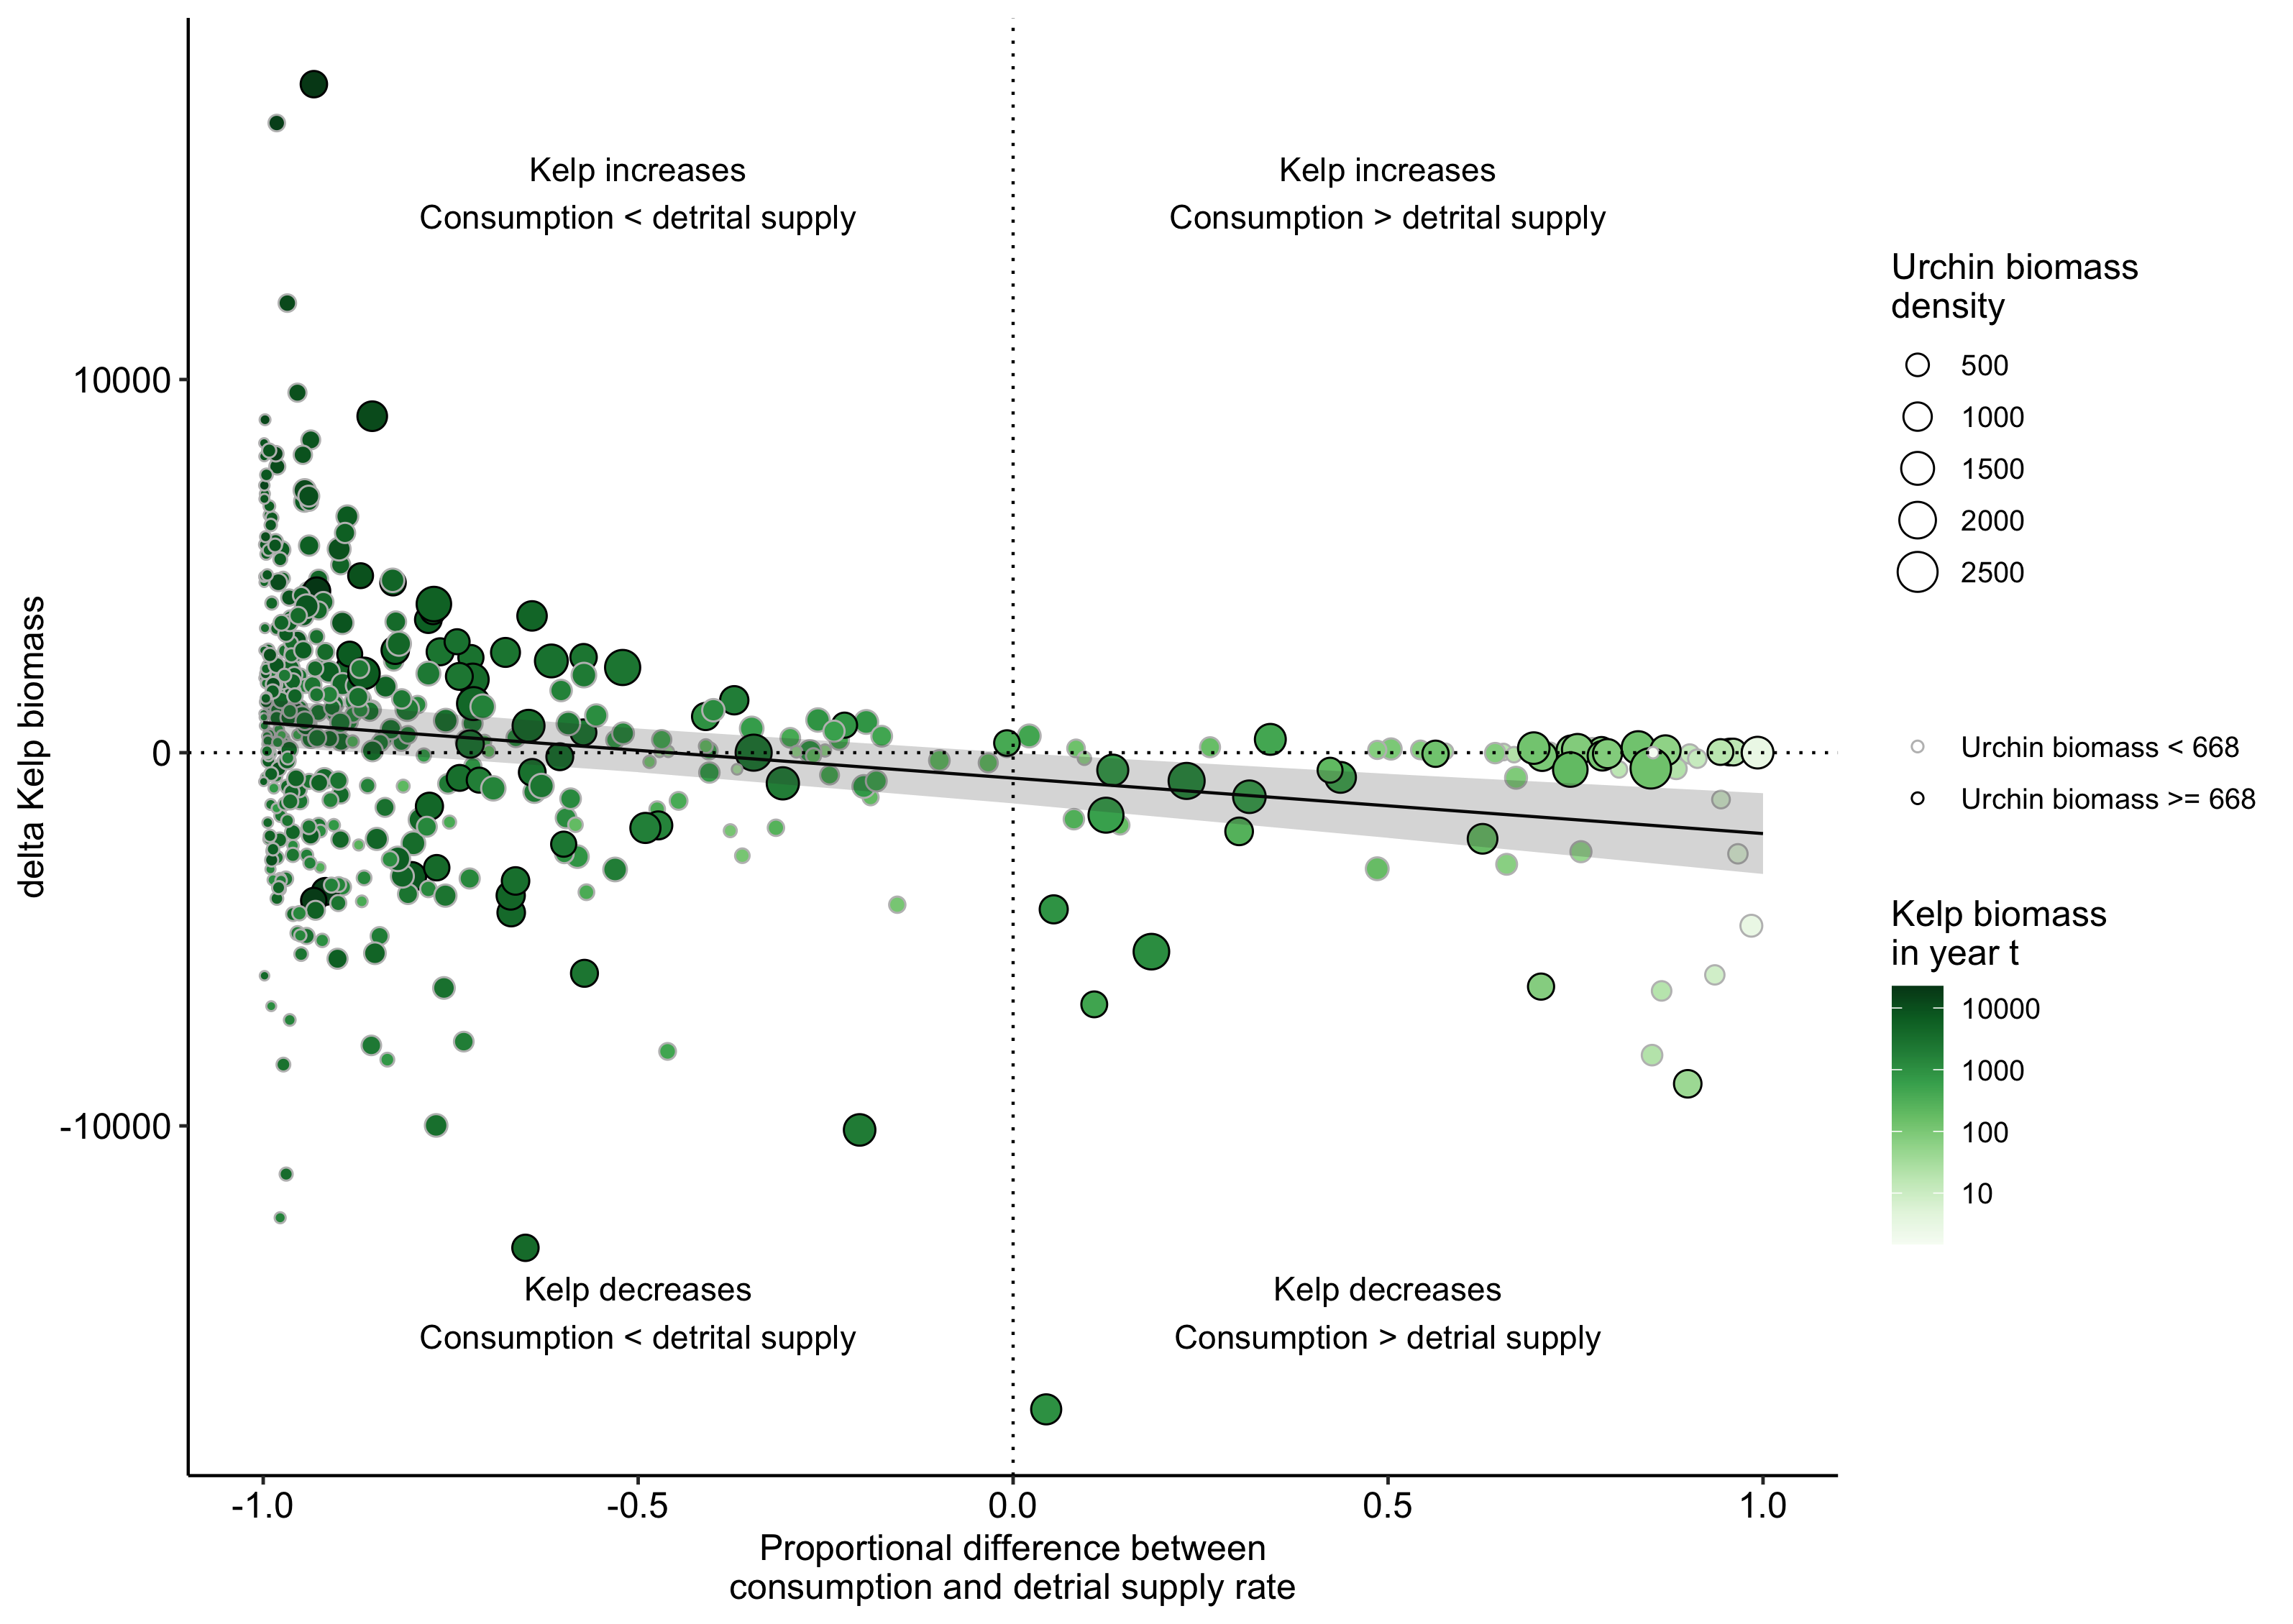 Kelp increases
Consumption < detrital supply
Kelp increases
Consumption > detrital supply
Kelp decreases
Consumption < detrital supply
Kelp decreases
Consumption > detrial supply
delta Kelp biomass
10000
0
-10000
-1.0
-0.5
0.0
0.5
1.0
Proportional difference between
consumption and detrial supply rate
Urchin biomass
density
500
1000
1500
2000
2500
Urchin biomass < 668
Urchin biomass >= 668
Kelp biomass
in year t
10000
1000
100
10